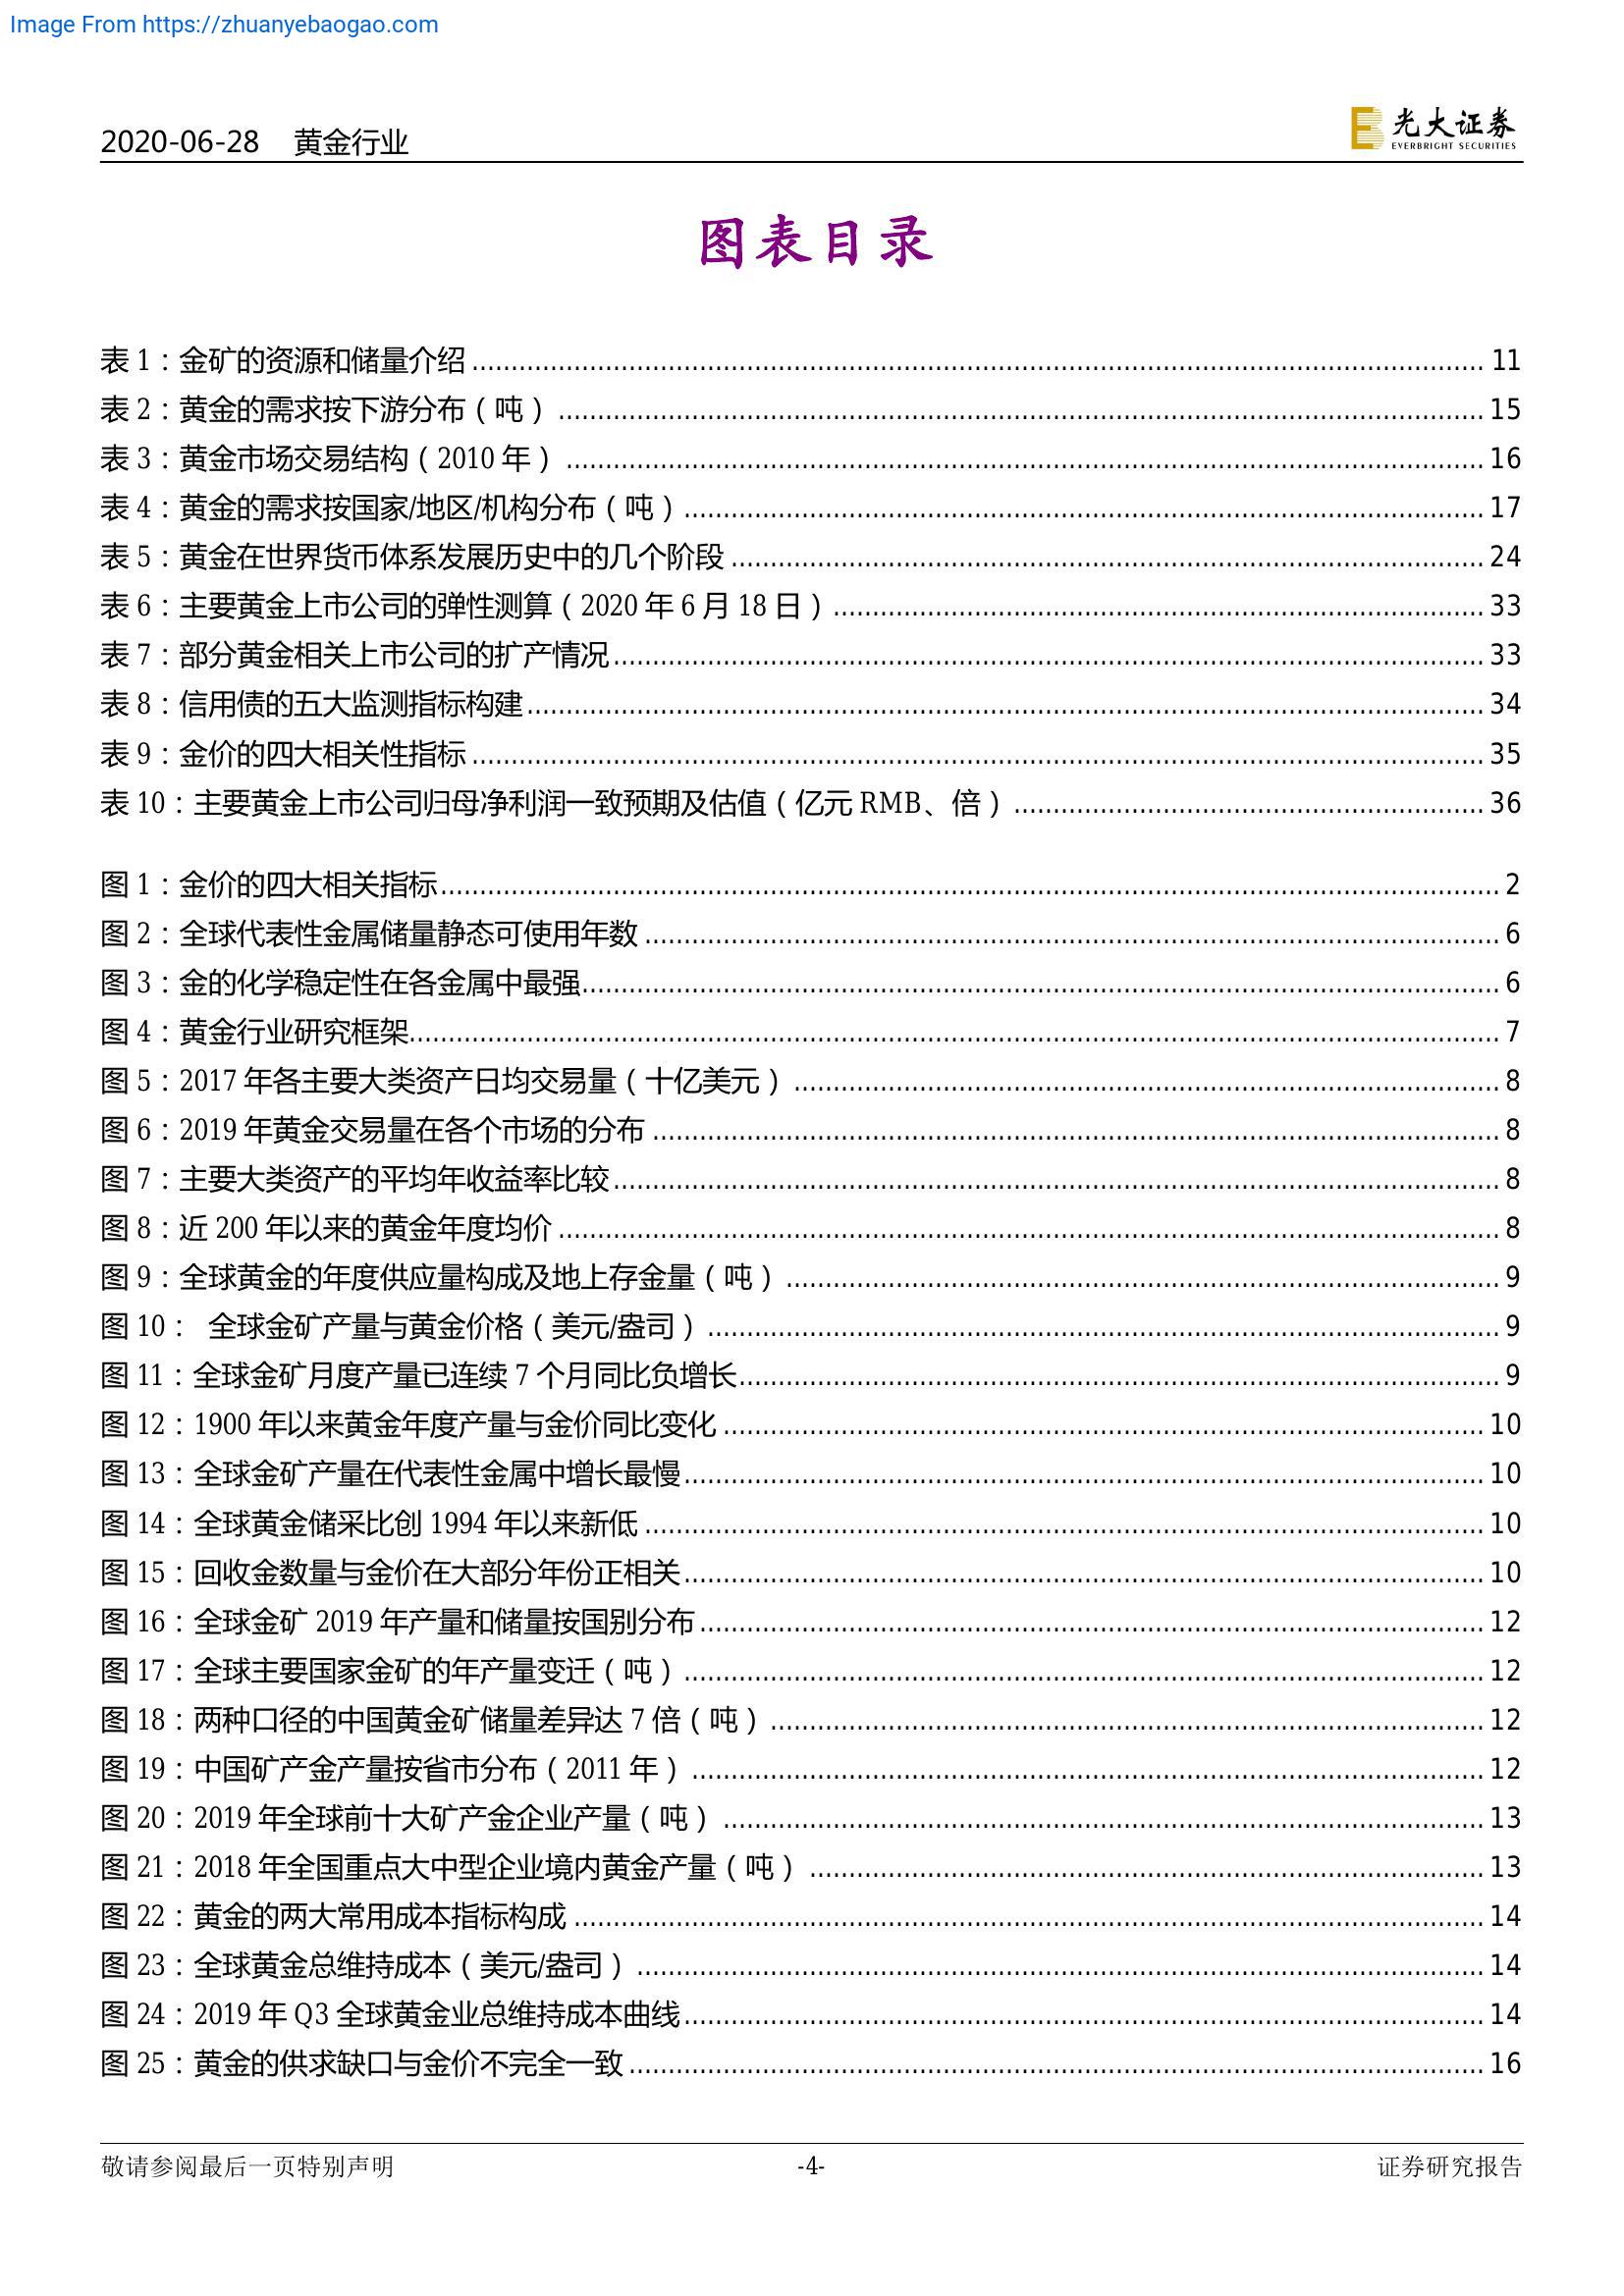 Image From https://zhuanyebaogao.com
2020-06-28 黄金行业
光大证券
EVERBRIGHT SECURITIES
图表目录
表 1：金矿的资源和储量介绍 ........ 11
表 2：黄金的需求按下游分布（吨） ........ 15
表 3：黄金市场交易结构（2010 年） ........ 16
表 4：黄金的需求按国家/地区/机构分布（吨） ........ 17
表 5：黄金在世界货币体系发展历史中的几个阶段 ........ 24
表 6：主要黄金上市公司的弹性测算（2020 年 6 月 18 日） ........ 33
表 7：部分黄金相关上市公司的扩产情况 ........ 33
表 8：信用债的五大监测指标构建 ........ 34
表 9：金价的四大相关性指标 ........ 35
表 10：主要黄金上市公司归母净利润一致预期及估值（亿元 RMB、倍） ........ 36
图 1：金价的四大相关指标 ........ 2
图 2：全球代表性金属储量静态可使用年数 ........ 6
图 3：金的化学稳定性在各金属中最强 ........ 6
图 4：黄金行业研究框架 ........ 7
图 5：2017 年各主要大类资产日均交易量（十亿美元） ........ 8
图 6：2019 年黄金交易量在各个市场的分布 ........ 8
图 7：主要大类资产的平均年收益率比较 ........ 8
图 8：近 200 年以来的黄金年度均价 ........ 8
图 9：全球黄金的年度供应量构成及地上存金量（吨） ........ 9
图 10： 全球金矿产量与黄金价格（美元/盎司） ........ 9
图 11：全球金矿月度产量已连续 7 个月同比负增长 ........ 9
图 12：1900 年以来黄金年度产量与金价同比变化 ........ 10
图 13：全球金矿产量在代表性金属中增长最慢 ........ 10
图 14：全球黄金储采比创 1994 年以来新低 ........ 10
图 15：回收金数量与金价在大部分年份正相关 ........ 10
图 16：全球金矿 2019 年产量和储量按国别分布 ........ 12
图 17：全球主要国家金矿的年产量变迁（吨） ........ 12
图 18：两种口径的中国黄金矿储量差异达 7 倍（吨） ........ 12
图 19：中国矿产金产量按省市分布（2011 年） ........ 12
图 20：2019 年全球前十大矿产金企业产量（吨） ........ 13
图 21：2018 年全国重点大中型企业境内黄金产量（吨） ........ 13
图 22：黄金的两大常用成本指标构成 ........ 14
图 23：全球黄金总维持成本（美元/盎司） ........ 14
图 24：2019 年 Q3 全球黄金业总维持成本曲线 ........ 14
图 25：黄金的供求缺口与金价不完全一致 ........ 16
敬请参阅最后一页特别声明 -4- 证券研究报告